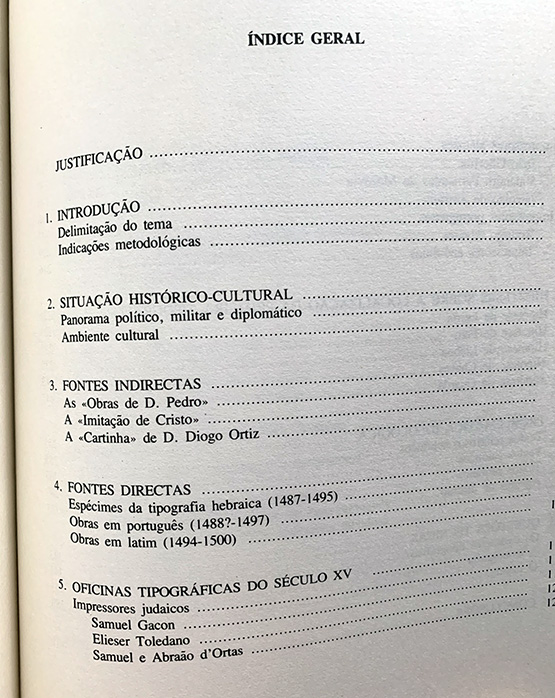 ÍNDICE GERAL
JUSTIFICAÇÃO
1. INTRODUÇÃO
Delimitação do tema
Indicações metodológicas
2. SITUAÇÃO HISTÓRICO-CULTURAL
Panorama político, militar e diplomático
Ambiente cultural
3. FONTES INDIRECTAS
As «Obras de D. Pedro»
A «Imitação de Cristo»
A «Cartinha» de D. Diogo Ortiz
4. FONTES DIRECTAS
Espécimes da tipografia hebraica (1487-1495)
Obras em português (1488?-1497)
Obras em latim (1494-1500)
5. OFICINAS TIPOGRÁFICAS DO SÉCULO XV
Impressores judaicos
Samuel Gacon
Elieser Toledano
Samuel e Abraão d'Ortas